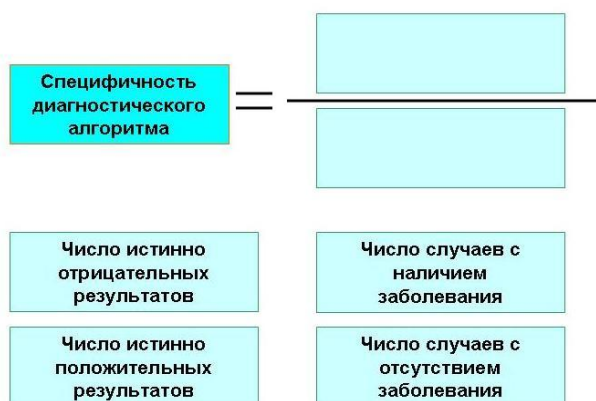 Специфичность
диагностического
алгоритма
Число истинно
отрицательных
результатов
Число случаев с
наличием
заболевания
Число истинно
положительных
результатов
Число случаев с
отсутствием
заболевания